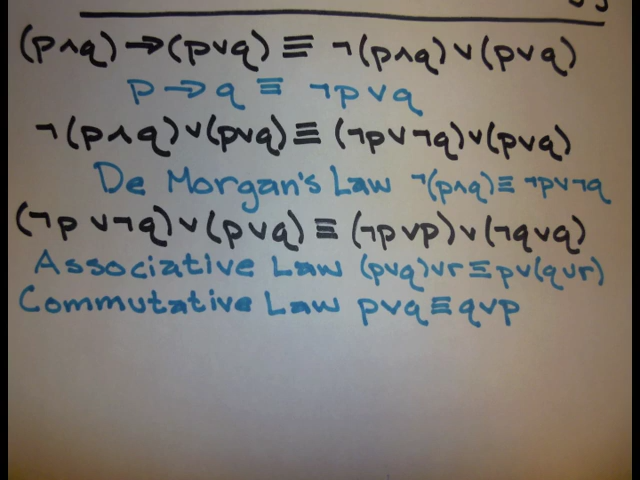 (p∧q)→(p∨q)≡¬(p∧q)∨(p∨q)
p→q≡¬p∨q
¬(p∧q)∨(p∨q)≡(¬p∨¬q)∨(p∨q)
De Morgan's Law ¬(p∧q)≡¬p∨¬q
(¬p∨¬q)∨(p∨q)≡(¬p∨p)∨(¬q∨q)
Associative Law (p∨q)∨r≡p∨(q∨r)
Commutative Law p∨q≡q∨p